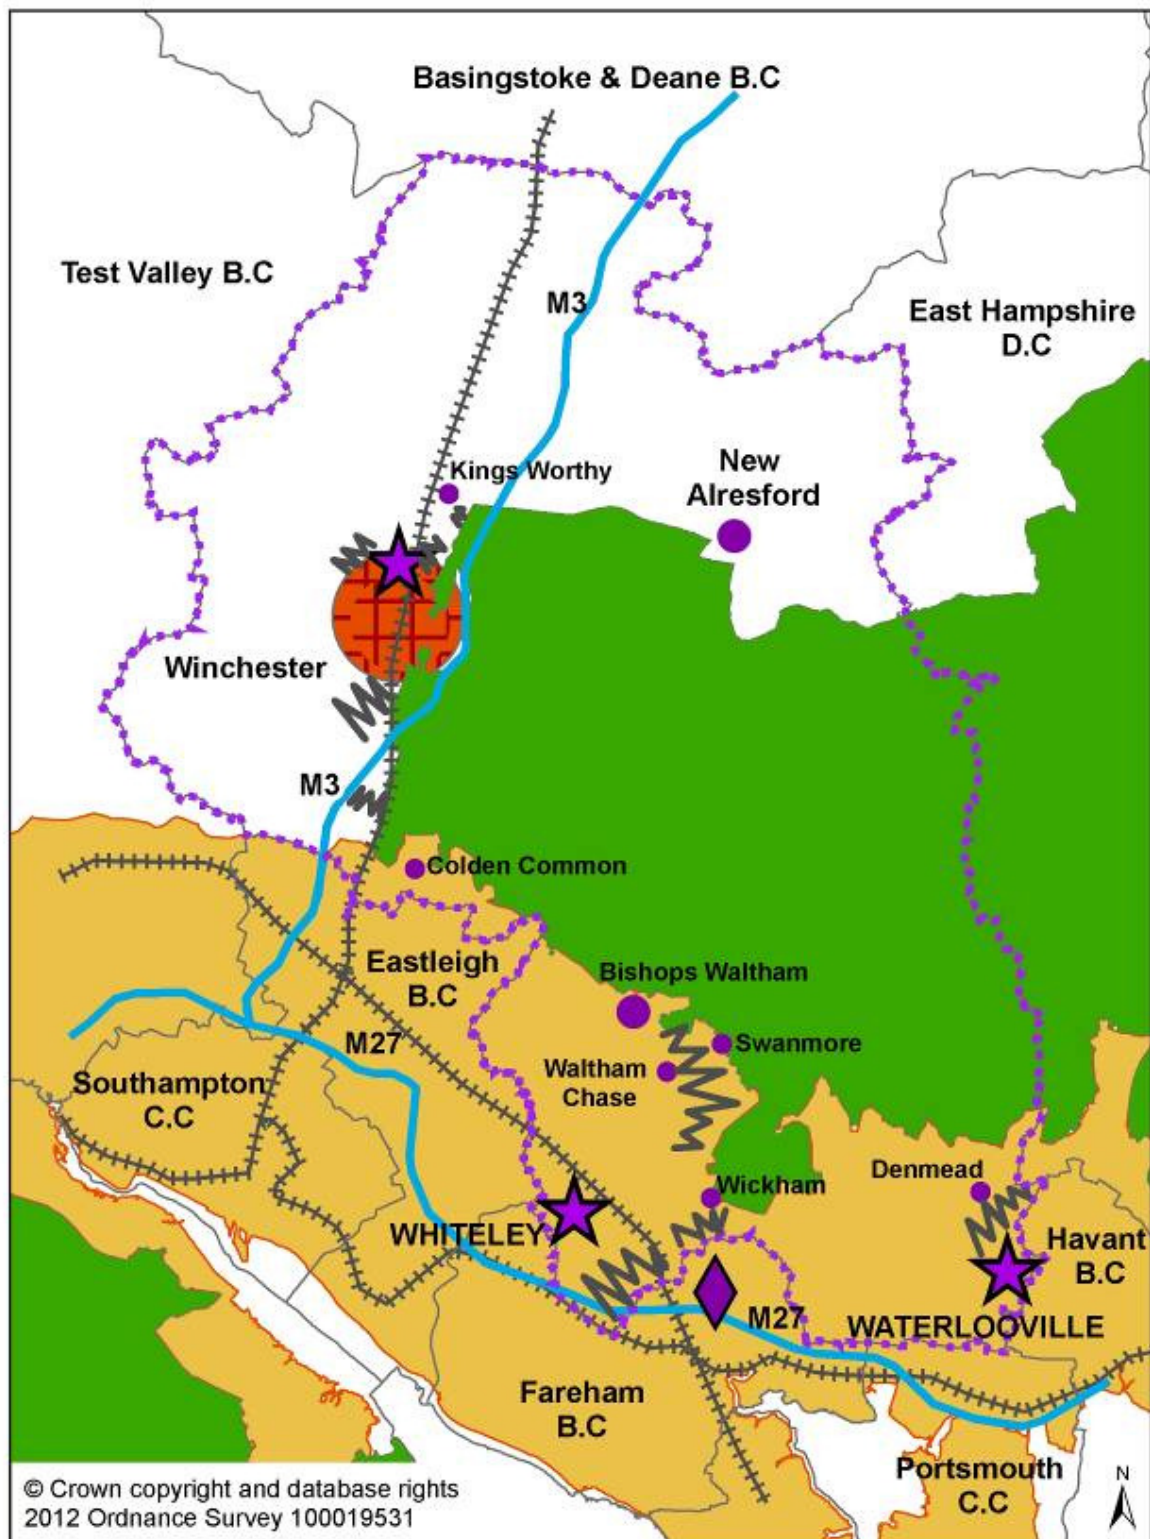 Basingstoke & Deane B.C
Test Valley B.C
M3
East Hampshire
D.C
Kings Worthy
New
Alresford
Winchester
M3
Colden Common
Eastleigh
B.C
Bishops Waltham
M27
Swanmore
Waltham
Chase
Southampton
C.C
Denmead
Wickham
WHITELEY
Havant
B.C
M27
WATERLOOVILLE
Fareham
B.C
Portsmouth
C.C
N
© Crown copyright and database rights
2012 Ordnance Survey 100019531